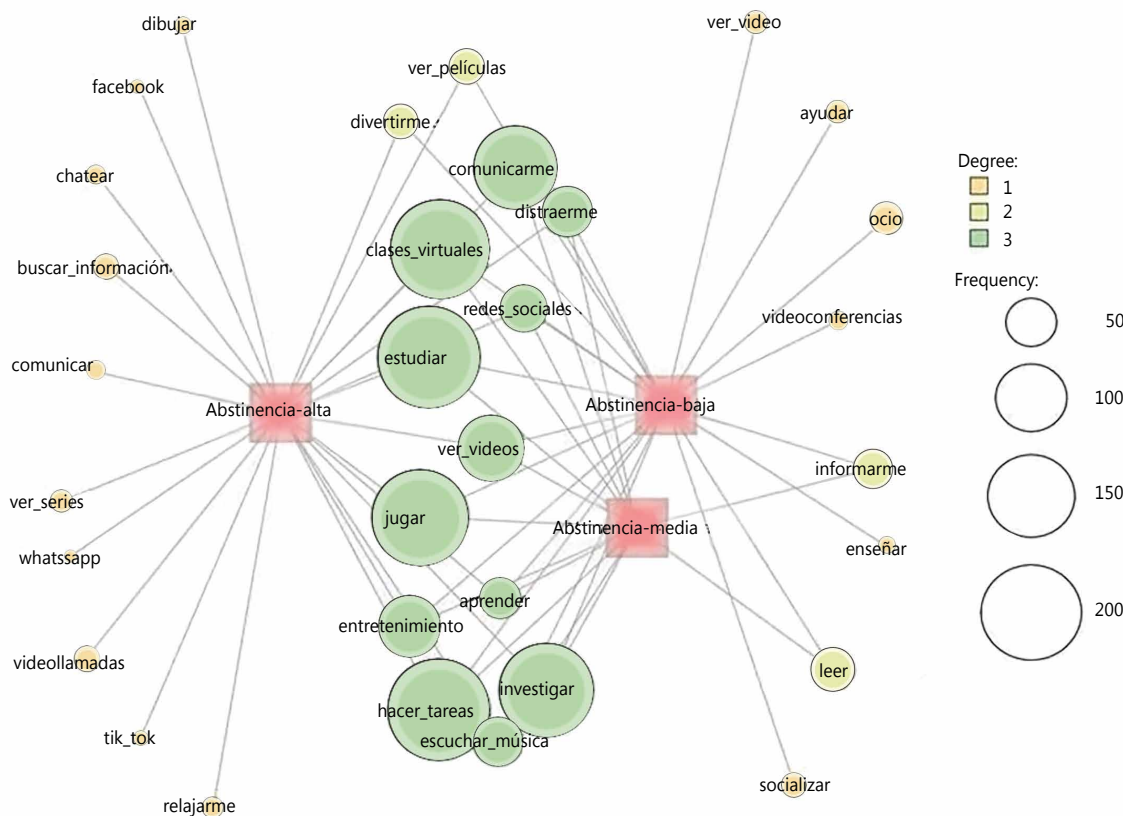 dibujar
ver_video
ver_películas
facebook
divertirme
ayudar
comunicarme
Degree:
chatear
1
distraerme
2
ocio
3
clases_virtuales
buscar_información
Frequency:
redes_sociales
videoconferencias
50
estudiar
comunicar
100
Abstinencia-alta
Abstinencia-baja
ver_videos
informarme
ver_series
150
jugar
Abstinencia-media
whatssapp
enseñar
aprender
entretenimiento
200
videollamadas
leer
investigar
hacer_tareas
tik_tok
escuchar_música
socializar
relajarme